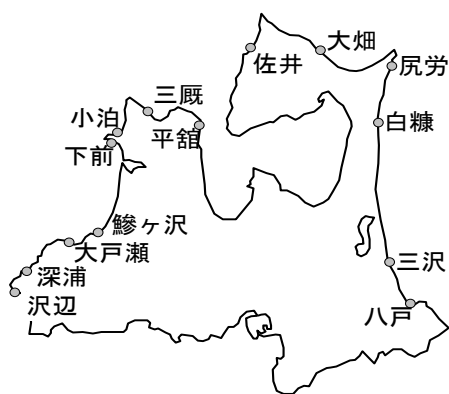 大畑
佐井
尻労
三厩
小泊
平舘
下前
白糠
鰺ヶ沢
大戸瀬
三沢
深浦
沢辺
八戸